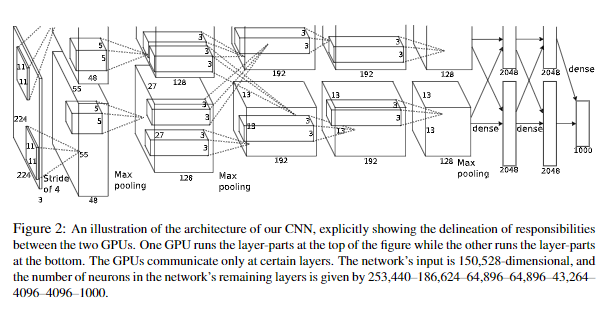 3 3 3
11 5 3 3 3
11 5 dense
48 128 192 192 128 2048 2048
55 27
13 13 13
224 5 3 3 3
11 5 27 3 13 3 13 3 13 dense dense
11 55 1000
224 Stride Max 192 192 128 Max
of 4 pooling 128 Max pooling 2048 2048
3 48 pooling
Figure 2: An illustration of the architecture of our CNN, explicitly showing the delineation of responsibilities
between the two GPUs. One GPU runs the layer-parts at the top of the figure while the other runs the layer-parts
at the bottom. The GPUs communicate only at certain layers. The network's input is 150,528-dimensional, and
the number of neurons in the network's remaining layers is given by 253,440–186,624–64,896–64,896–43,264–
4096–4096–1000.